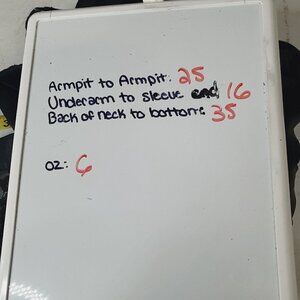 Armpit to Armpit: 25
Underarm to sleeve end 16
Back of neck to bottom: 35
oz: 6